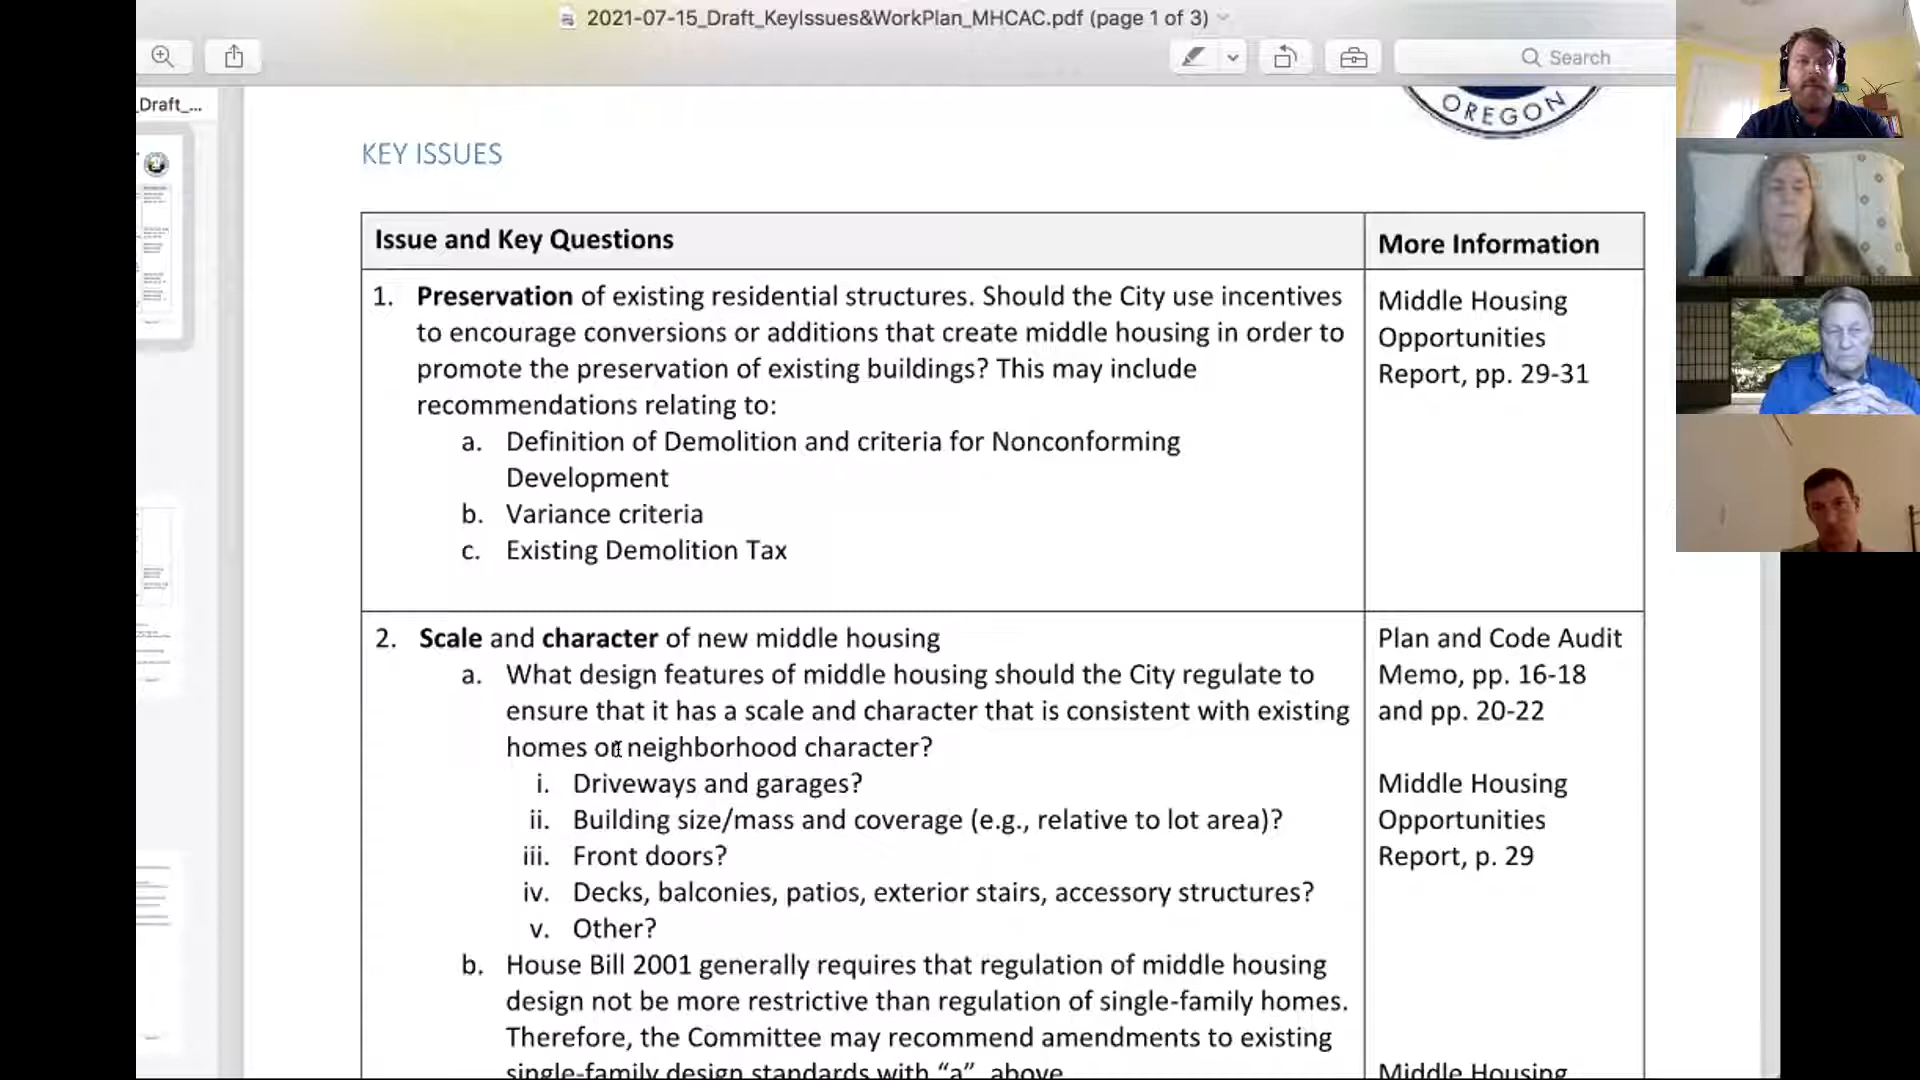 2021-07-15_Draft_KeyIssues&WorkPlan_MHCAC.pdf (page 1 of 3)
Search
_Draft_...
OREGON
KEY ISSUES
Issue and Key Questions
More Information
1. Preservation of existing residential structures. Should the City use incentives
to encourage conversions or additions that create middle housing in order to
promote the preservation of existing buildings? This may include
recommendations relating to:
a. Definition of Demolition and criteria for Nonconforming
Development
b. Variance criteria
c. Existing Demolition Tax
Middle Housing
Opportunities
Report, pp. 29-31
2. Scale and character of new middle housing
a. What design features of middle housing should the City regulate to
ensure that it has a scale and character that is consistent with existing
homes or neighborhood character?
i. Driveways and garages?
ii. Building size/mass and coverage (e.g., relative to lot area)?
iii. Front doors?
iv. Decks, balconies, patios, exterior stairs, accessory structures?
v. Other?
b. House Bill 2001 generally requires that regulation of middle housing
design not be more restrictive than regulation of single-family homes.
Therefore, the Committee may recommend amendments to existing
single-family design standards with “a” above
Plan and Code Audit
Memo, pp. 16-18
and pp. 20-22
Middle Housing
Opportunities
Report, p. 29
Middle Housing